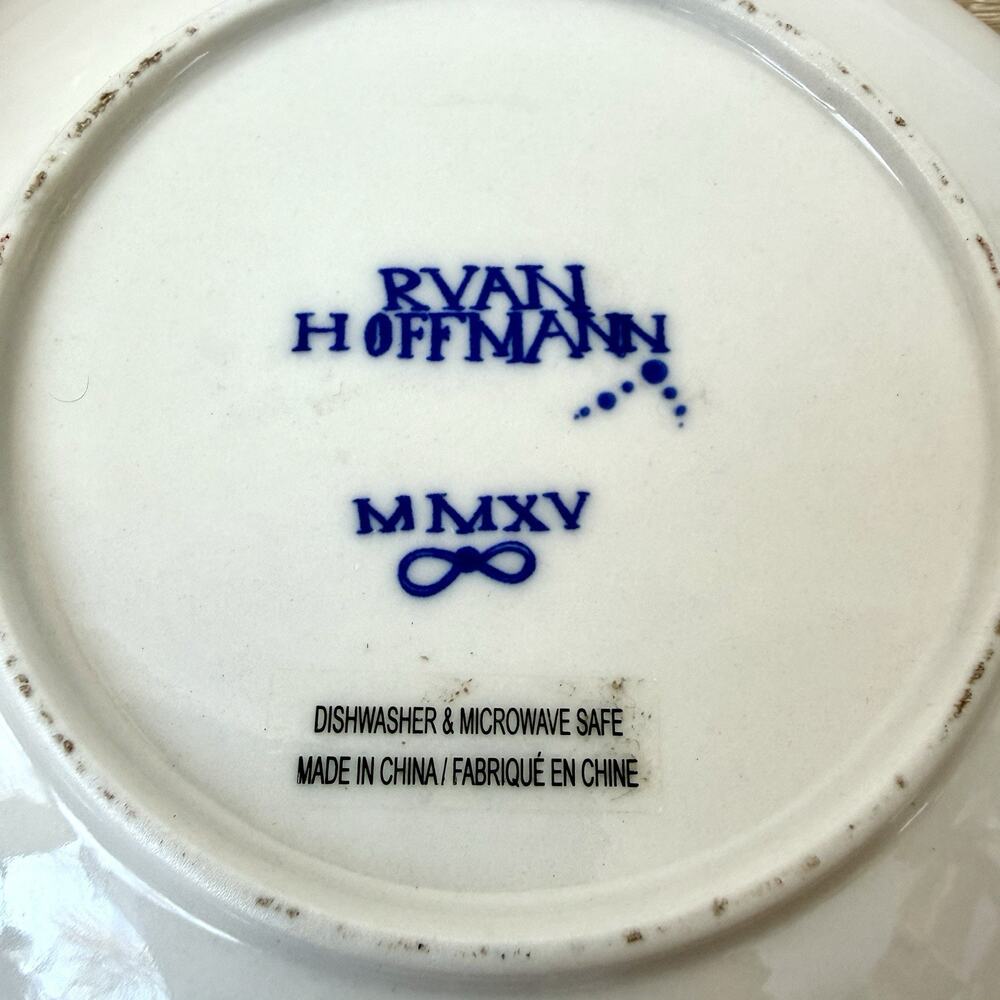 RVAN
HOFFMANN
MMXV
DISHWASHER & MICROWAVE SAFE
MADE IN CHINA / FABRIQUÉ EN CHINE